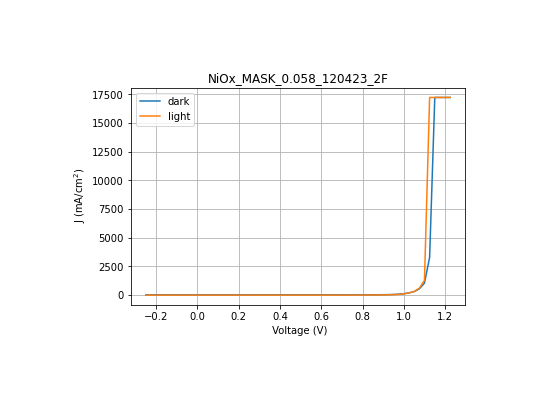 NiOx_MASK_0.058_120423_2F
dark
light
17500
15000
12500
10000
7500
5000
2500
0
J (mA/cm²)
−0.2 0.0 0.2 0.4 0.6 0.8 1.0 1.2
Voltage (V)